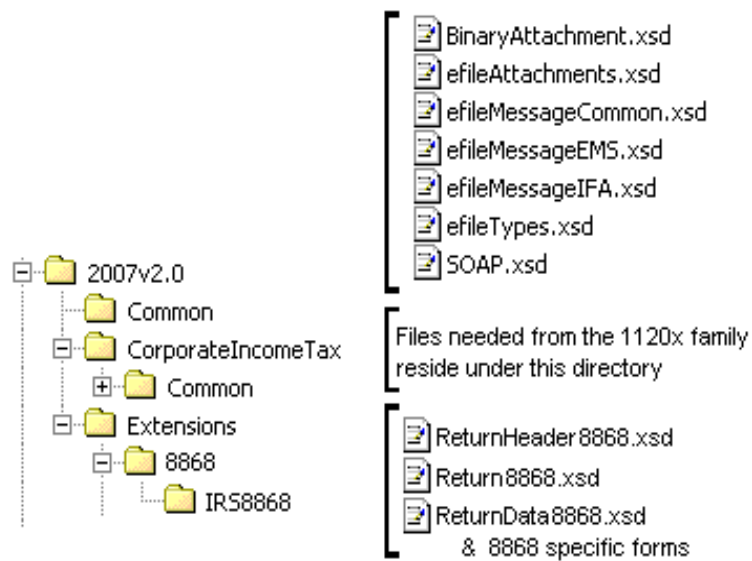 BinaryAttachment.xsd
efileAttachments.xsd
efileMessageCommon.xsd
efileMessageEMS.xsd
efileMessageIFA.xsd
efileTypes.xsd
SOAP.xsd
2007v2.0
Common
CorporateIncomeTax
Common
Extensions
8868
IRS8868
Files needed from the 1120x family
reside under this directory
ReturnHeader8868.xsd
Return8868.xsd
ReturnData8868.xsd
& 8868 specific forms